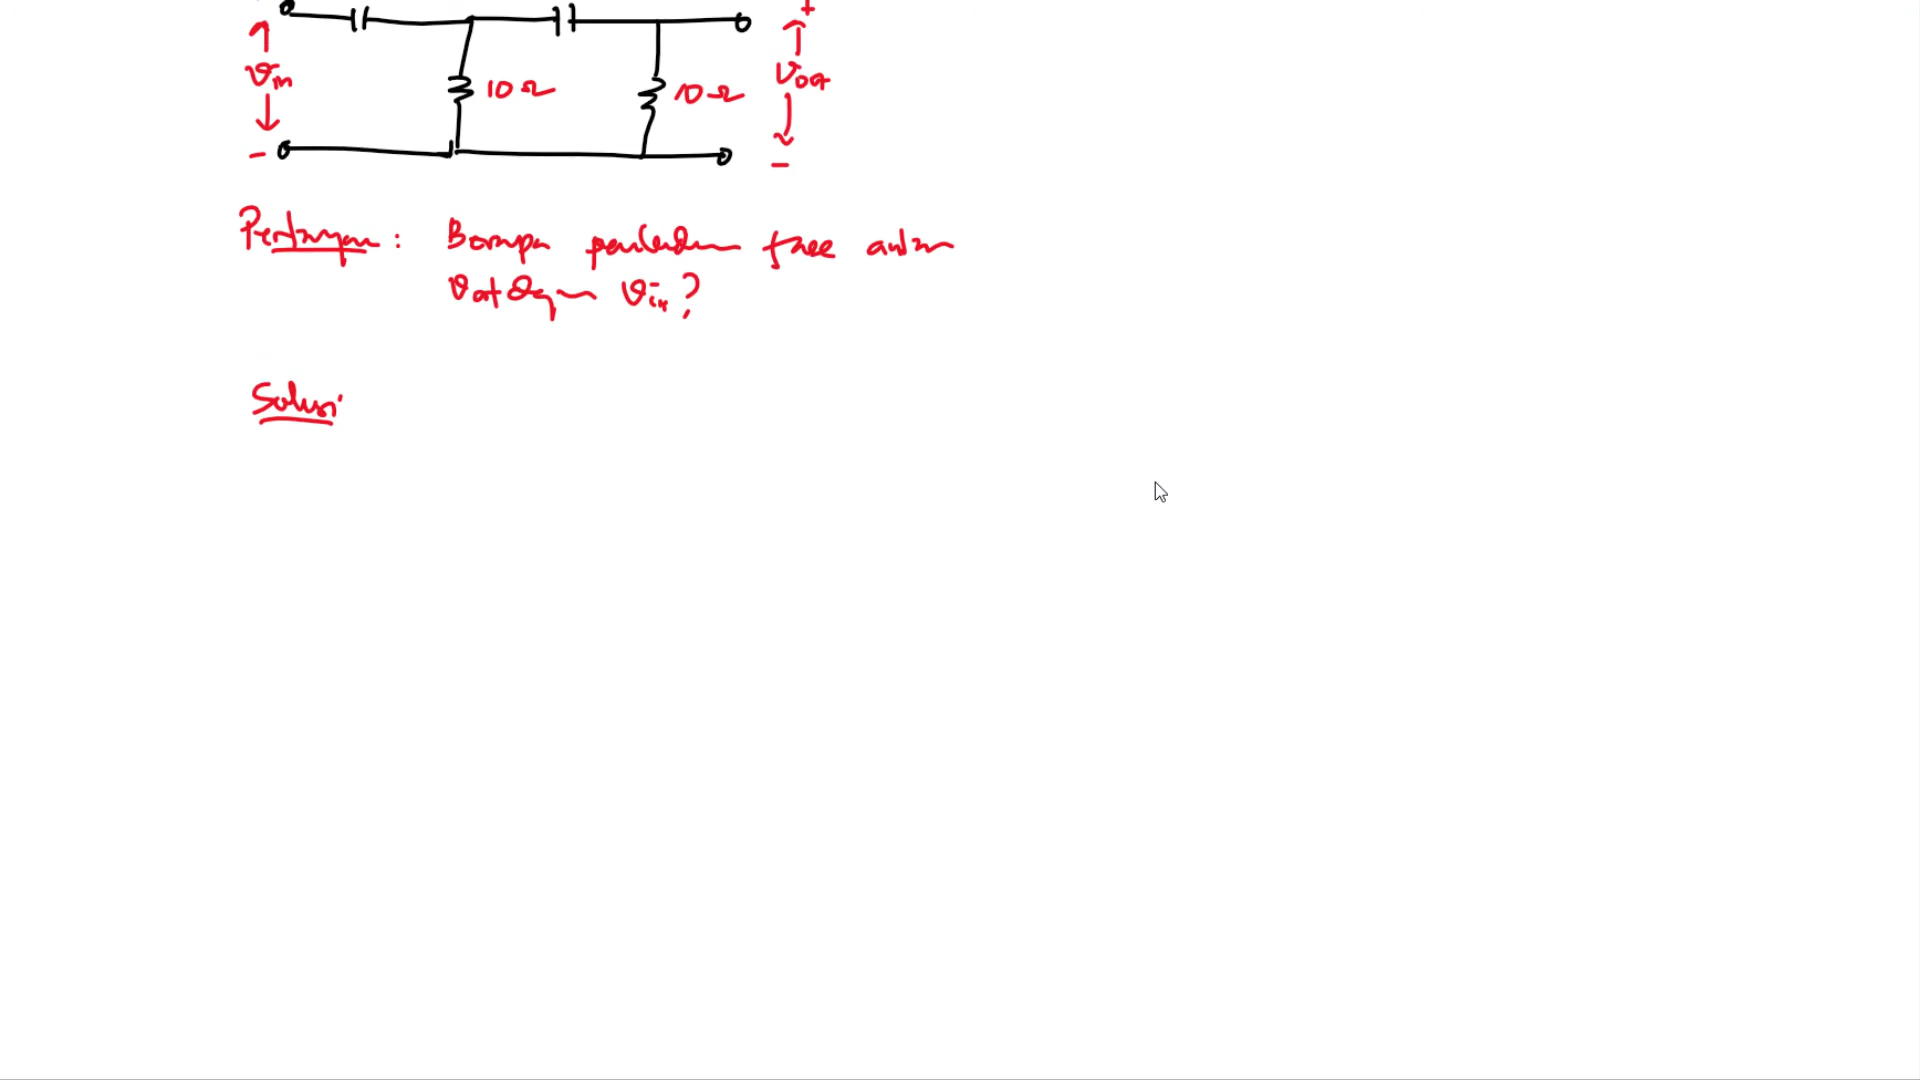 +
Vin
10 Ω
10 Ω
Vout
-
-
Pertanyaan : Berapa perbedaan fase antara
Vout dengan Vin ?
Solusi